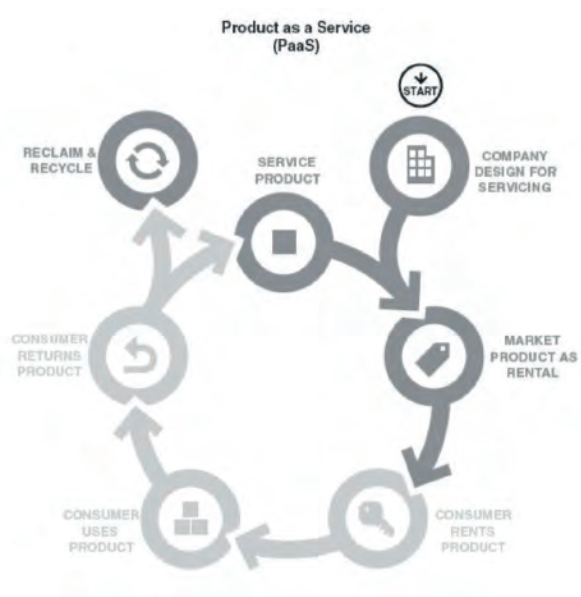 Product as a Service
(PaaS)
START
COMPANY
DESIGN FOR
SERVICING
SERVICE
PRODUCT
RECLAIM &
RECYCLE
MARKET
PRODUCT AS
RENTAL
CONSUMER
RENTS
PRODUCT
CONSUMER
USES
PRODUCT
CONSUMER
RETURNS
PRODUCT